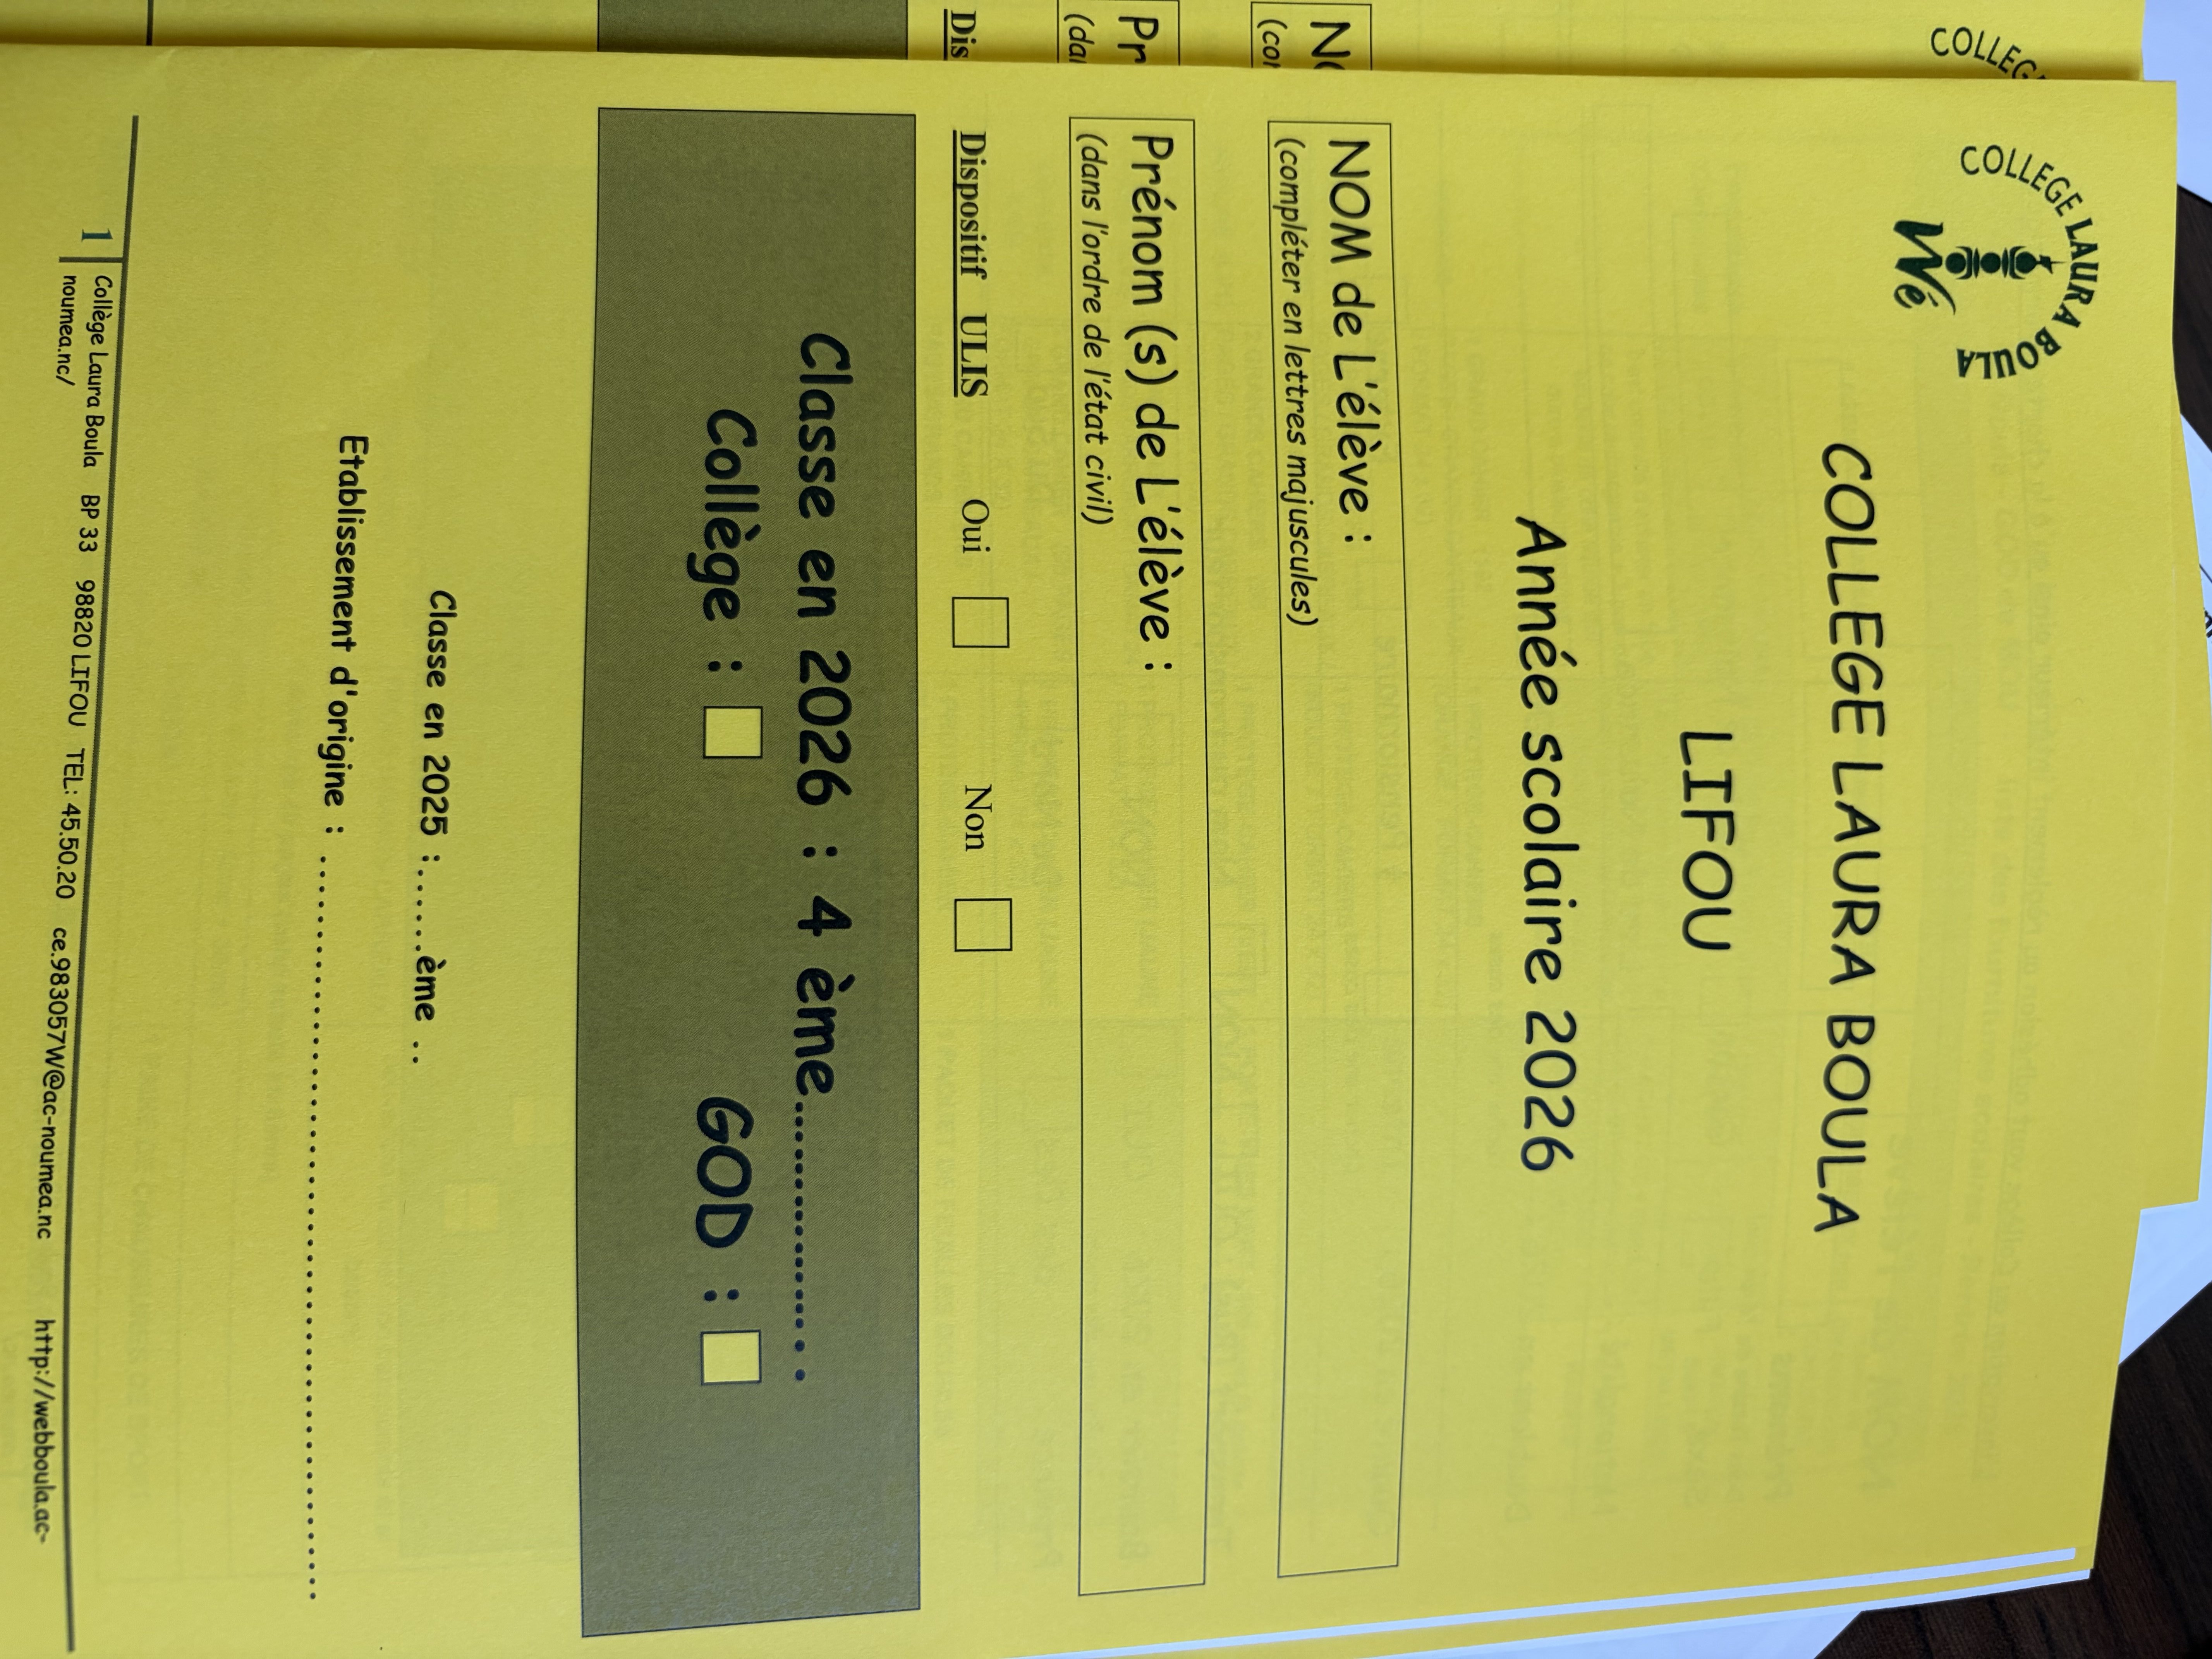 COLLEGE LAURA BOULA
Wé
COLLEGE LAURA BOULA
LIFOU
Année scolaire 2026
NOM de L'élève :
(compléter en lettres majuscules)
Prénom (s) de L'élève :
(dans l'ordre de l'état civil)
Dispositif ULIS Oui Non
Classe en 2026 : 4 ème....................
Collège : GOD :
Classe en 2025 :.......ème ..
Etablissement d'origine : ............................................................
1 Collège Laura Boula BP 33 98820 LIFOU TEL: 45.50.20 ce.983057W@ac-noumea.nc http://webboula.ac-
noumea.nc/